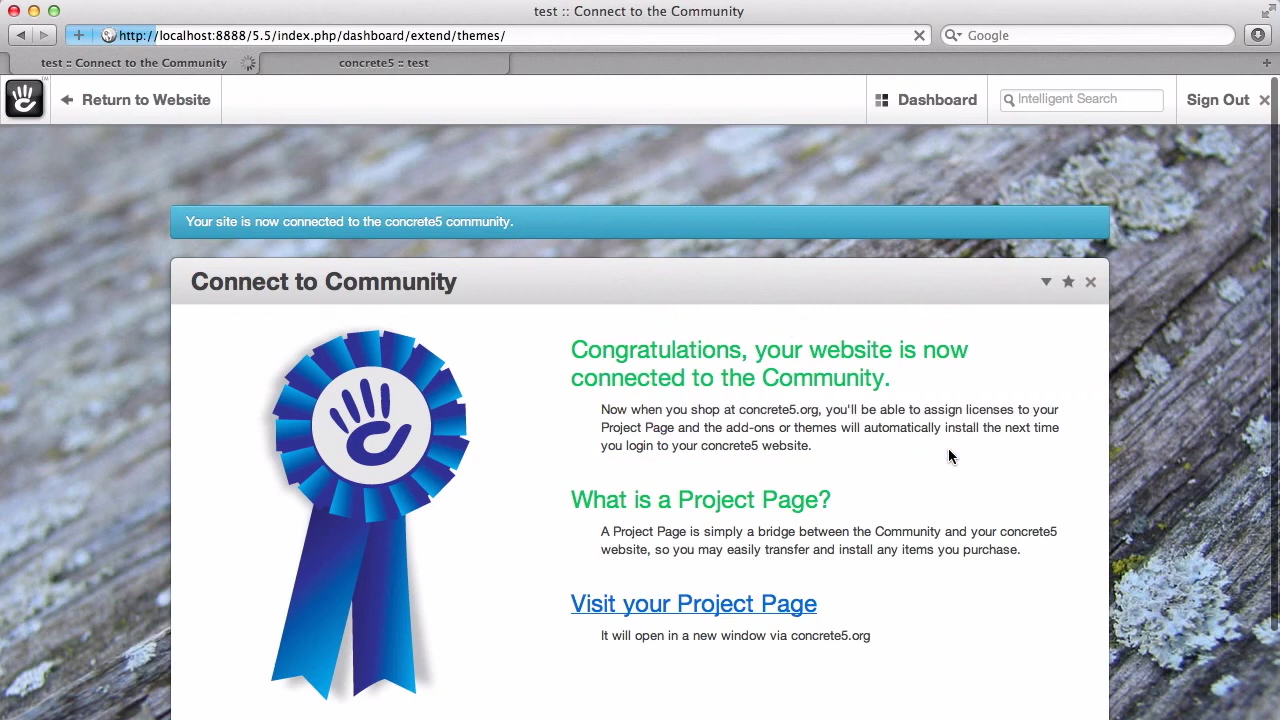 test :: Connect to the Community
http://localhost:8888/5.5/index.php/dashboard/extend/themes/
Google
test :: Connect to the Community
concrete5 :: test
Return to Website
Dashboard
Intelligent Search
Sign Out
Your site is now connected to the concrete5 community.
Connect to Community
Congratulations, your website is now
connected to the Community.
Now when you shop at concrete5.org, you'll be able to assign licenses to your
Project Page and the add-ons or themes will automatically install the next time
you login to your concrete5 website.
What is a Project Page?
A Project Page is simply a bridge between the Community and your concrete5
website, so you may easily transfer and install any items you purchase.
Visit your Project Page
It will open in a new window via concrete5.org